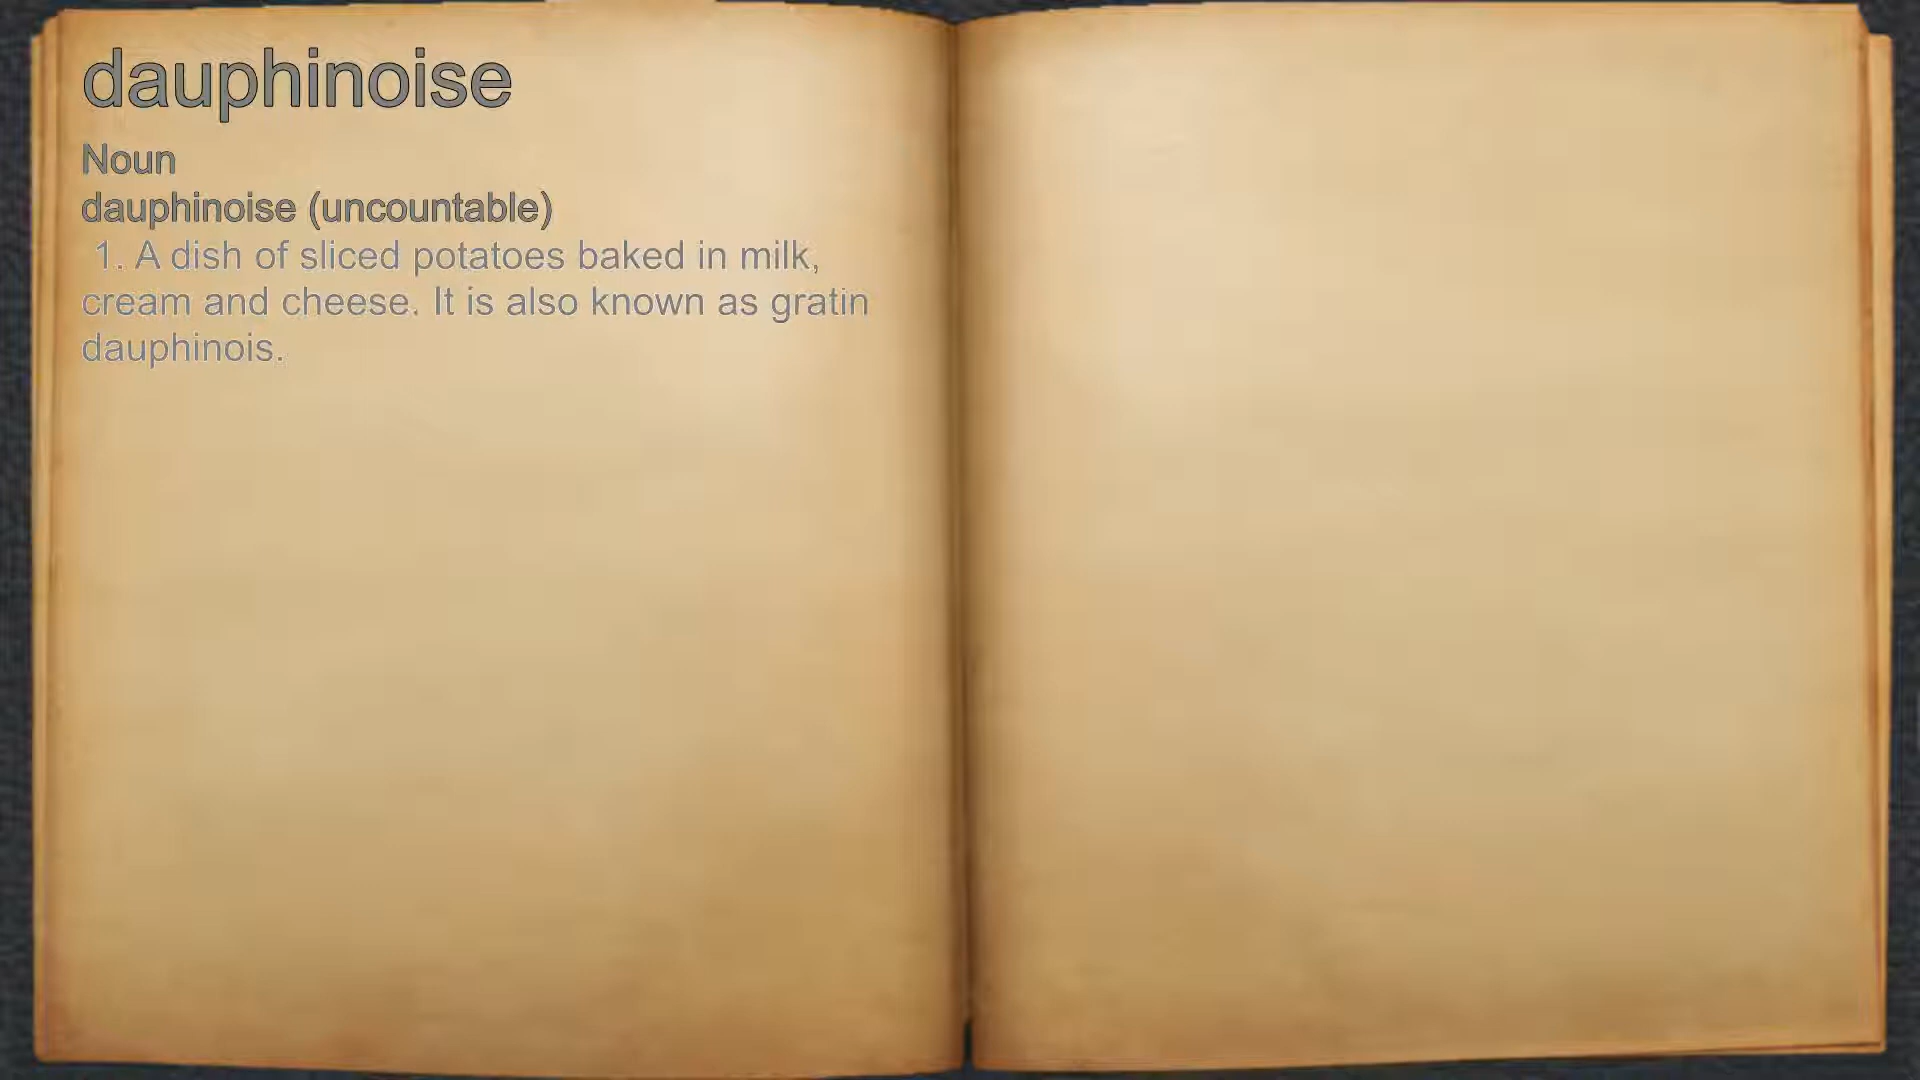 dauphinoise
Noun
dauphinoise (uncountable)
1. A dish of sliced potatoes baked in milk,
cream and cheese. It is also known as gratin
dauphinois.